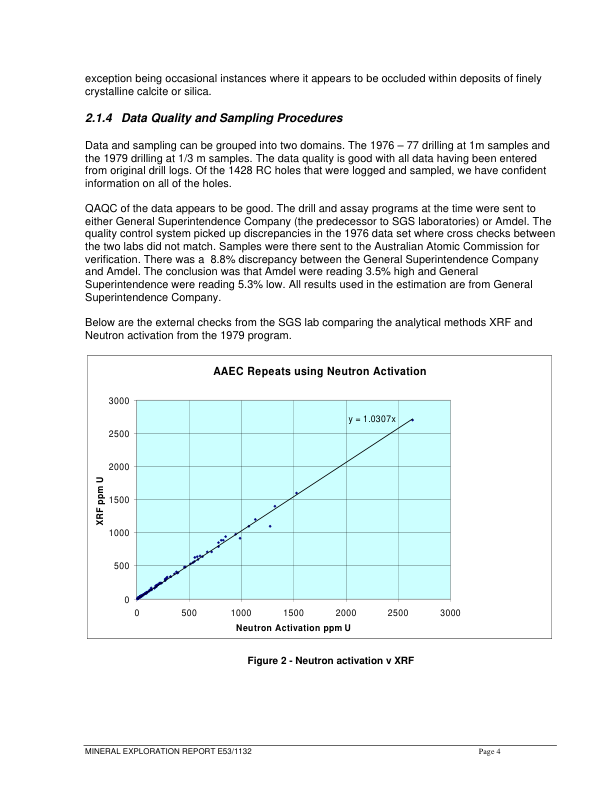 exception being occasional instances where it appears to be occluded within deposits of finely
crystalline calcite or silica.
2.1.4 Data Quality and Sampling Procedures
Data and sampling can be grouped into two domains. The 1976 – 77 drilling at 1m samples and
the 1979 drilling at 1/3 m samples. The data quality is good with all data having been entered
from original drill logs. Of the 1428 RC holes that were logged and sampled, we have confident
information on all of the holes.
QAQC of the data appears to be good. The drill and assay programs at the time were sent to
either General Superintendence Company (the predecessor to SGS laboratories) or Amdel. The
quality control system picked up discrepancies in the 1976 data set where cross checks between
the two labs did not match. Samples were there sent to the Australian Atomic Commission for
verification. There was a 8.8% discrepancy between the General Superintendence Company
and Amdel. The conclusion was that Amdel were reading 3.5% high and General
Superintendence were reading 5.3% low. All results used in the estimation are from General
Superintendence Company.
Below are the external checks from the SGS lab comparing the analytical methods XRF and
Neutron activation from the 1979 program.
AAEC Repeats using Neutron Activation
y = 1.0307x
XRF ppm U
3000
2500
2000
1500
1000
500
0
0 500 1000 1500 2000 2500 3000
Neutron Activation ppm U
Figure 2 - Neutron activation v XRF
MINERAL EXPLORATION REPORT E53/1132 Page 4